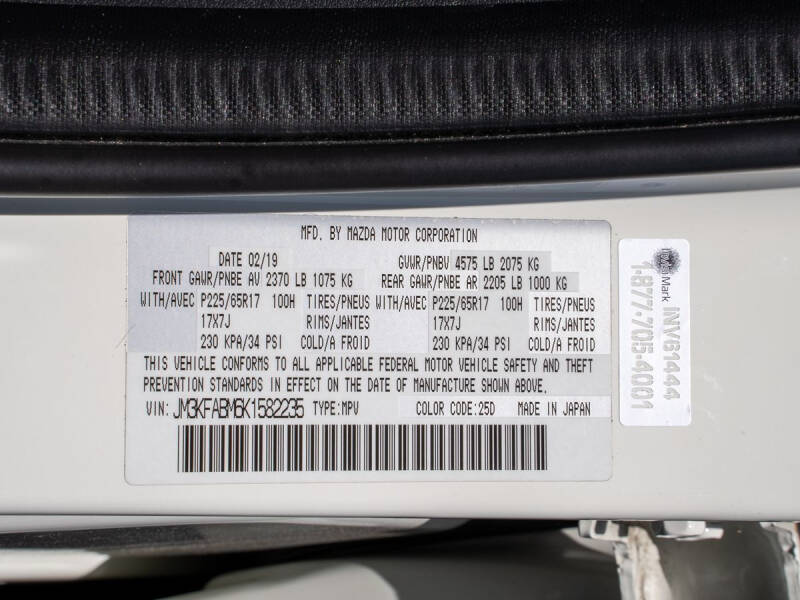 MFD. BY MAZDA MOTOR CORPORATION
DATE 02/19 GVWR/PNBV 4575 LB 2075 KG
FRONT GAWR/PNBE AV 2370 LB 1075 KG REAR GAWR/PNBE AR 2205 LB 1000 KG
WITH/AVEC P225/65R17 100H TIRES/PNEUS WITH/AVEC P225/65R17 100H TIRES/PNEUS
17X7J RIMS/JANTES 17X7J RIMS/JANTES
230 KPA/34 PSI COLD/A FROID 230 KPA/34 PSI COLD/A FROID
THIS VEHICLE CONFORMS TO ALL APPLICABLE FEDERAL MOTOR VEHICLE SAFETY AND THEFT
PREVENTION STANDARDS IN EFFECT ON THE DATE OF MANUFACTURE SHOWN ABOVE.
VIN: JM3KFABM6K1582235 TYPE:MPV COLOR CODE:25D MADE IN JAPAN
INV61444
Mark
1-877-705-4001